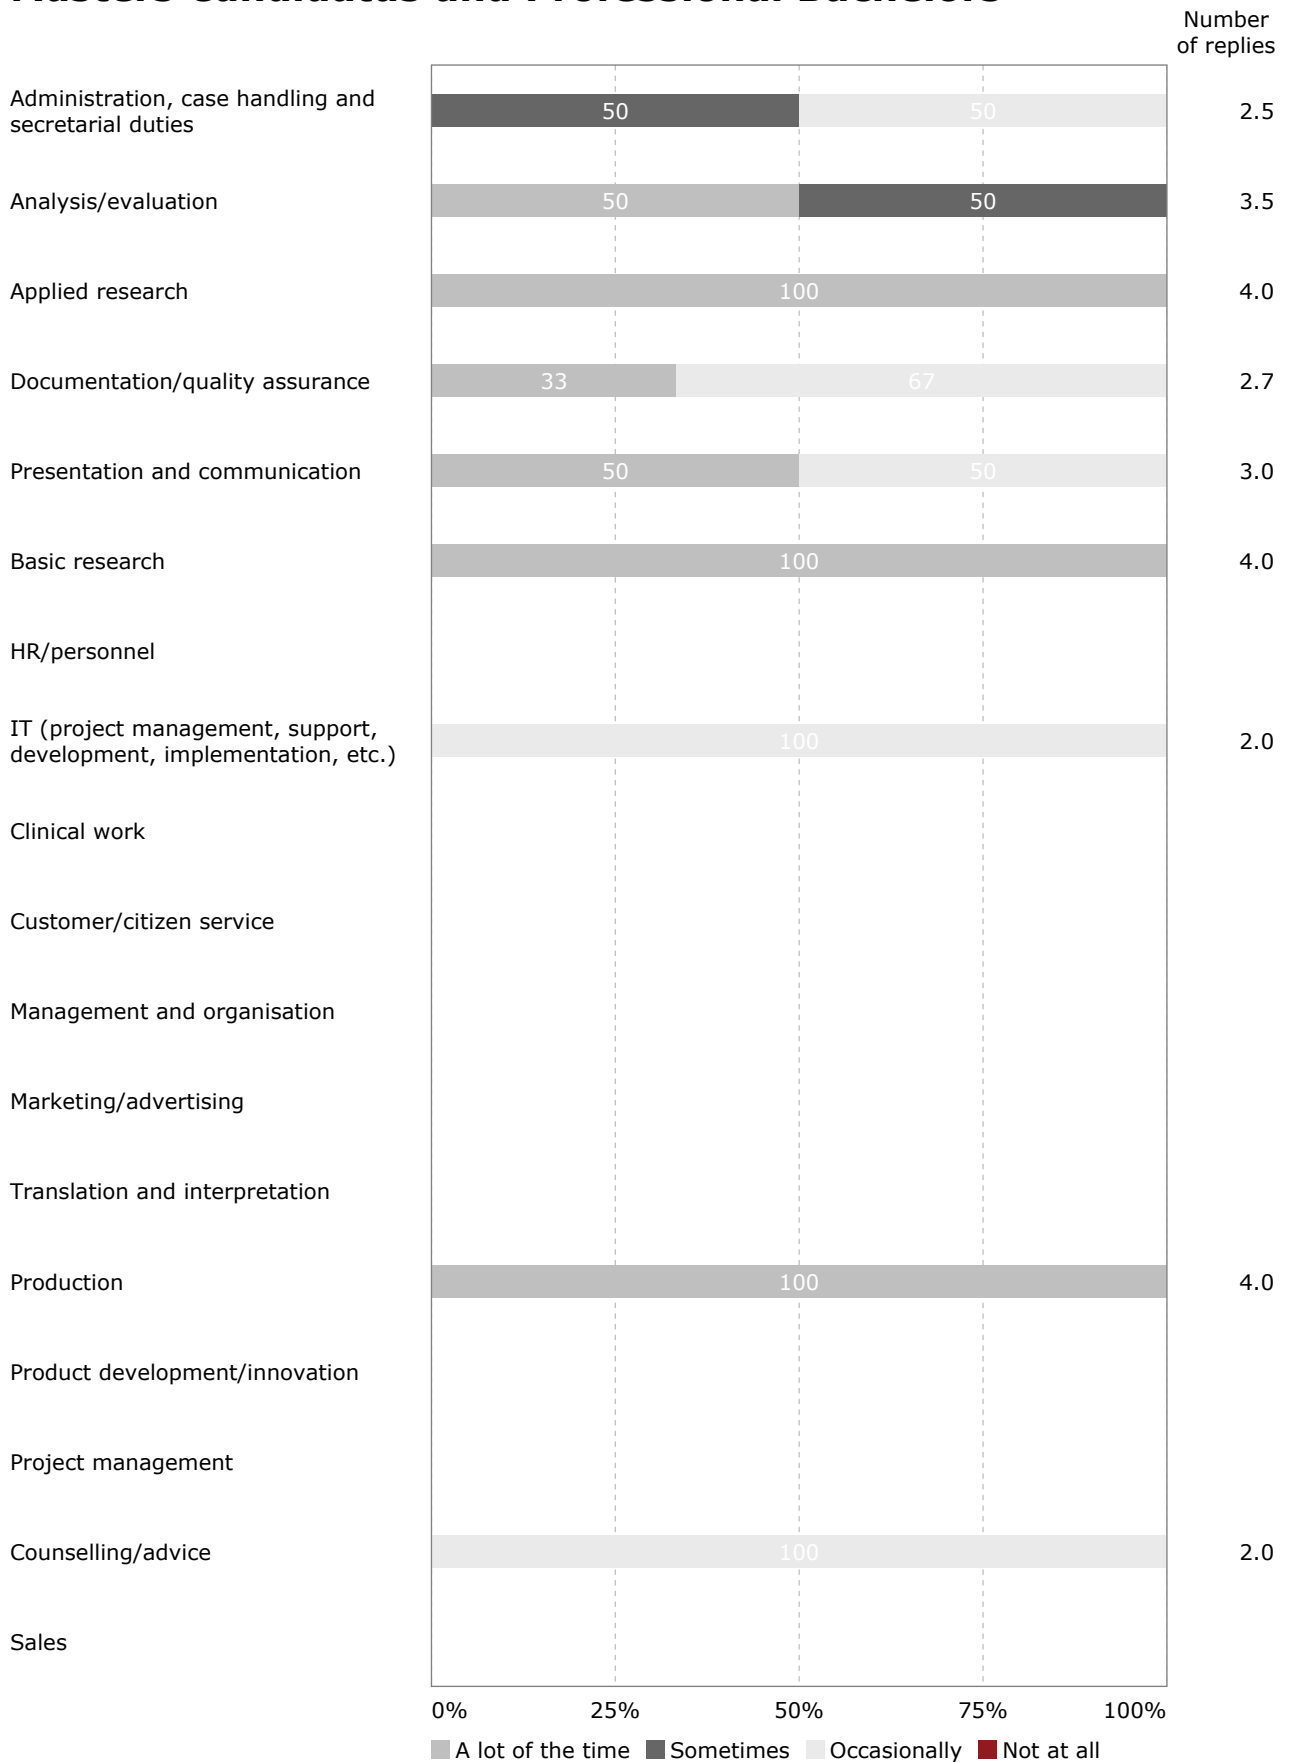 Number
of replies
Administration, case handling and
secretarial duties
50 50 2.5
Analysis/evaluation 50 50 3.5
Applied research 100 4.0
Documentation/quality assurance 33 67 2.7
Presentation and communication 50 50 3.0
Basic research 100 4.0
HR/personnel
IT (project management, support,
development, implementation, etc.)
100 2.0
Clinical work
Customer/citizen service
Management and organisation
Marketing/advertising
Translation and interpretation
Production 100 4.0
Product development/innovation
Project management
Counselling/advice 100 2.0
Sales
0% 25% 50% 75% 100%
A lot of the time Sometimes Occasionally Not at all